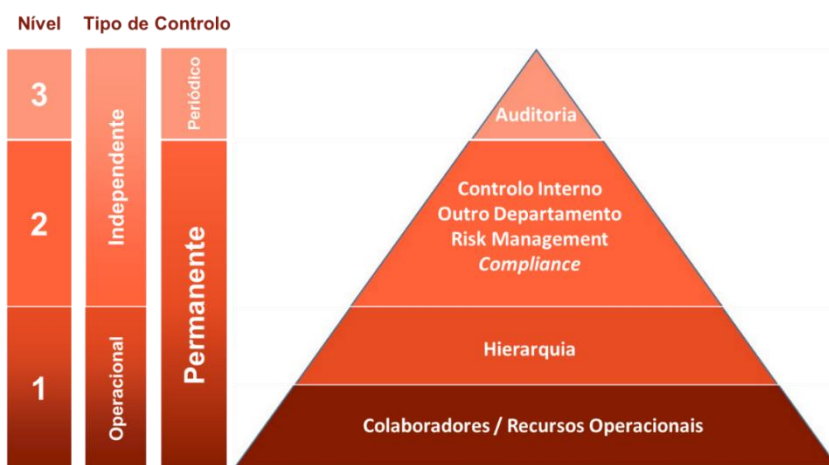 Nível
Tipo de Controlo
3
2
1
Independente
Operacional
Periódico
Permanente
Auditoria
Controlo Interno
Outro Departamento
Risk Management
Compliance
Hierarquia
Colaboradores / Recursos Operacionais